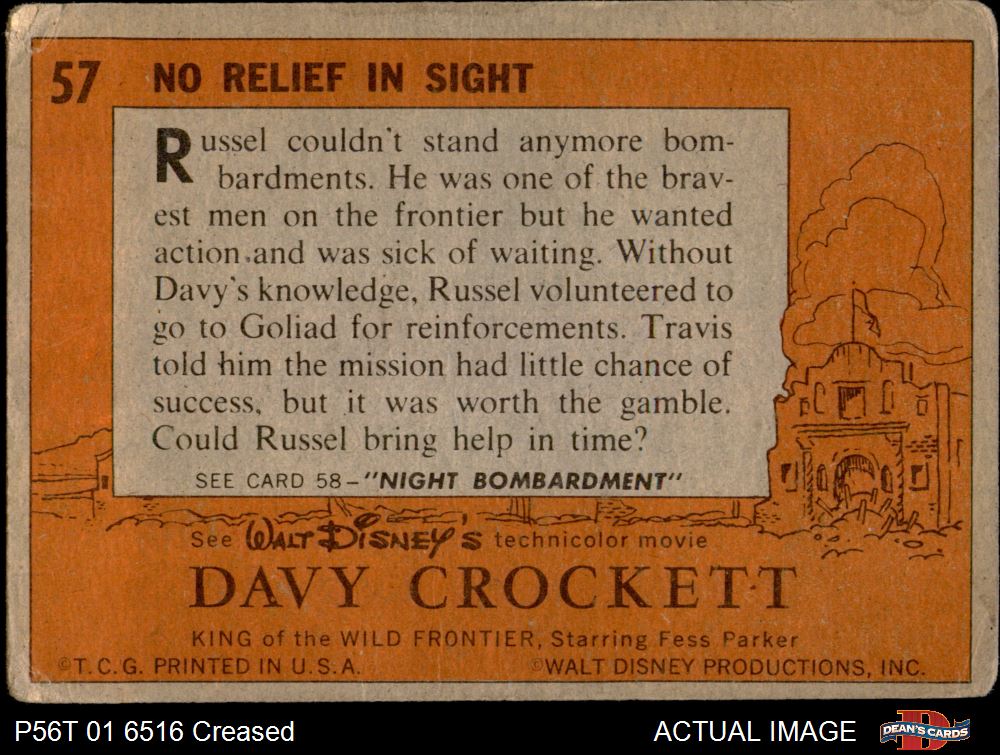 57 NO RELIEF IN SIGHT
Russel couldn't stand anymore bom-
bardments. He was one of the brav-
est men on the frontier but he wanted
action and was sick of waiting. Without
Davy's knowledge, Russel volunteered to
go to Goliad for reinforcements. Travis
told him the mission had little chance of
success, but it was worth the gamble.
Could Russel bring help in time?
SEE CARD 58-"NIGHT BOMBARDMENT"
See WALT DISNEY'S technicolor movie
DAVY CROCKETT
KING of the WILD FRONTIER, Starring Fess Parker
©T.C.G. PRINTED IN U.S.A. ©WALT DISNEY PRODUCTIONS, INC.
P56T 01 6516 Creased ACTUAL IMAGE D DEAN'S CARDS